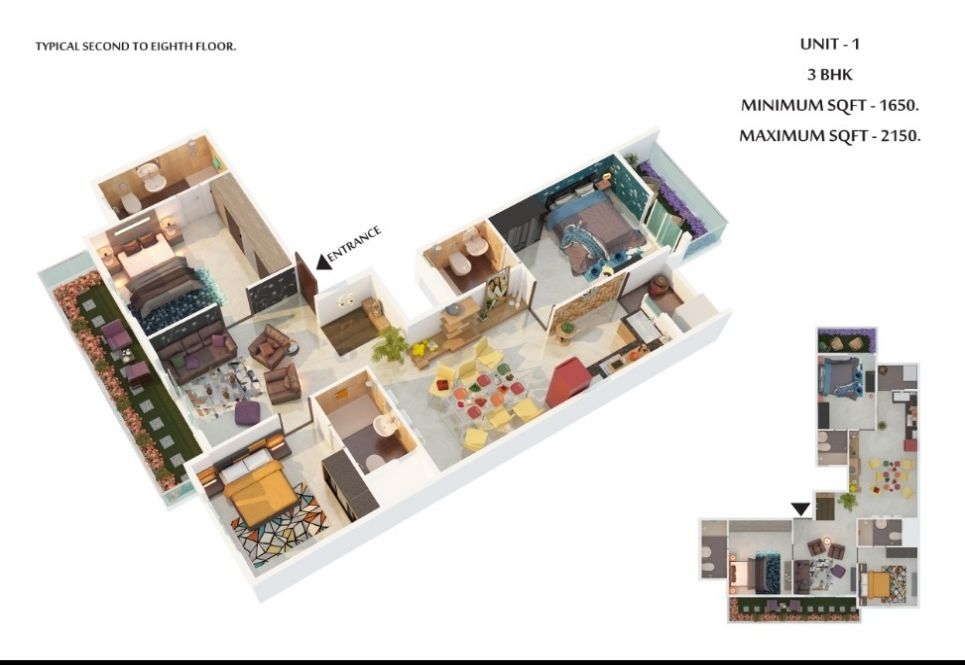 TYPICAL SECOND TO EIGHTH FLOOR.
UNIT - 1
3 BHK
MINIMUM SQFT - 1650.
MAXIMUM SQFT - 2150.
ENTRANCE